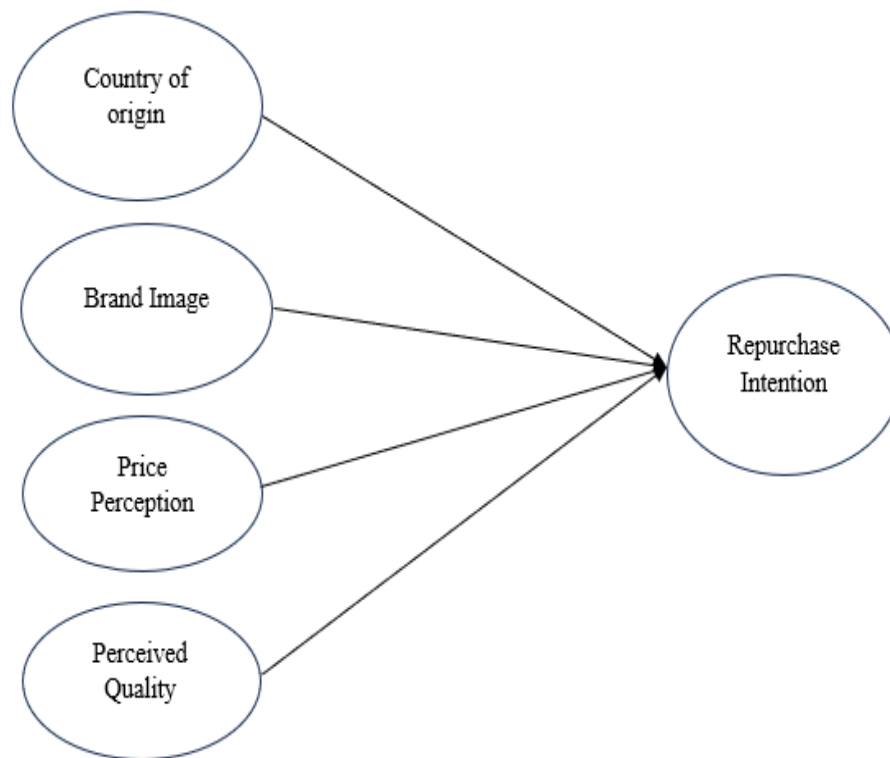 Country of
origin
Brand Image
Repurchase
Intention
Price
Perception
Perceived
Quality